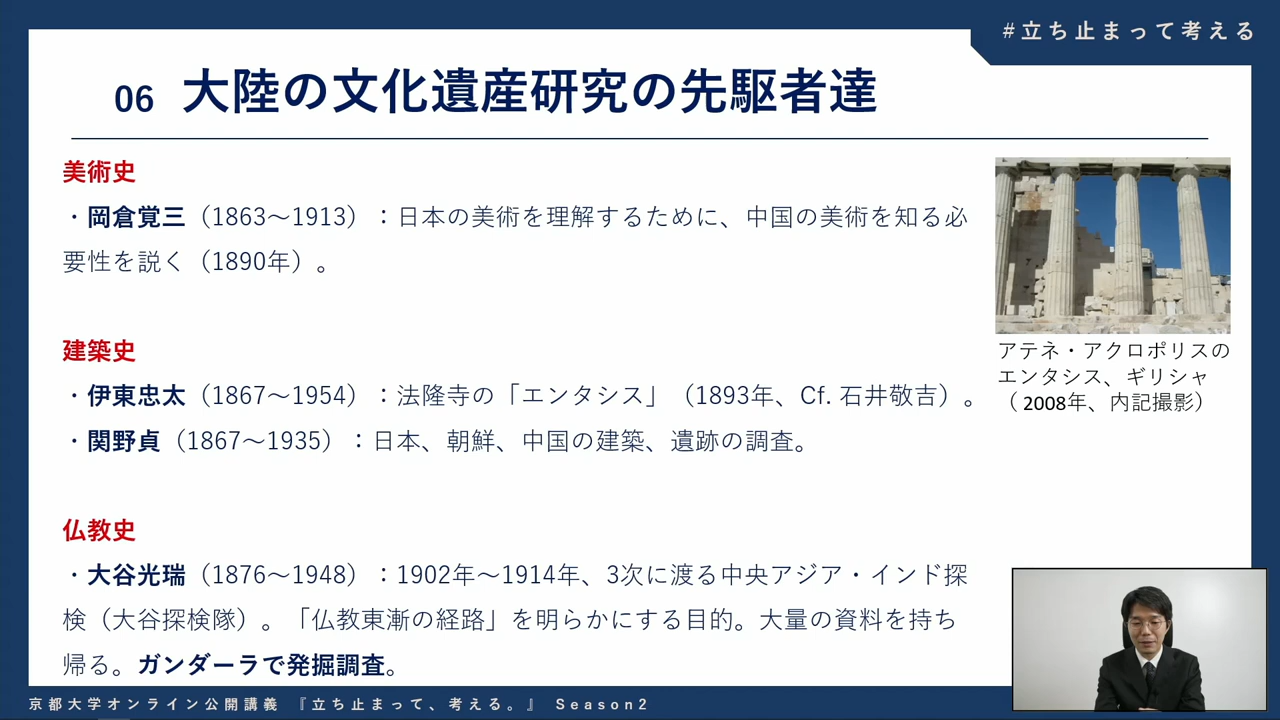 #立ち止まって考える
06 大陸の文化遺産研究の先駆者達
美術史
・岡倉覚三（1863～1913）：日本の美術を理解するために、中国の美術を知る必
要性を説く（1890年）。
建築史
・伊東忠太（1867～1954）：法隆寺の「エンタシス」（1893年、Cf. 石井敬吉）。
・関野貞（1867～1935）：日本、朝鮮、中国の建築、遺跡の調査。
仏教史
・大谷光瑞（1876～1948）：1902年～1914年、3次に渡る中央アジア・インド探
検（大谷探検隊）。「仏教東漸の経路」を明らかにする目的。大量の資料を持ち
帰る。ガンダーラで発掘調査。
アテネ・アクロポリスの
エンタシス、ギリシャ
（2008年、内記撮影）
京都大学オンライン公開講義 『立ち止まって、考える。』 Season2